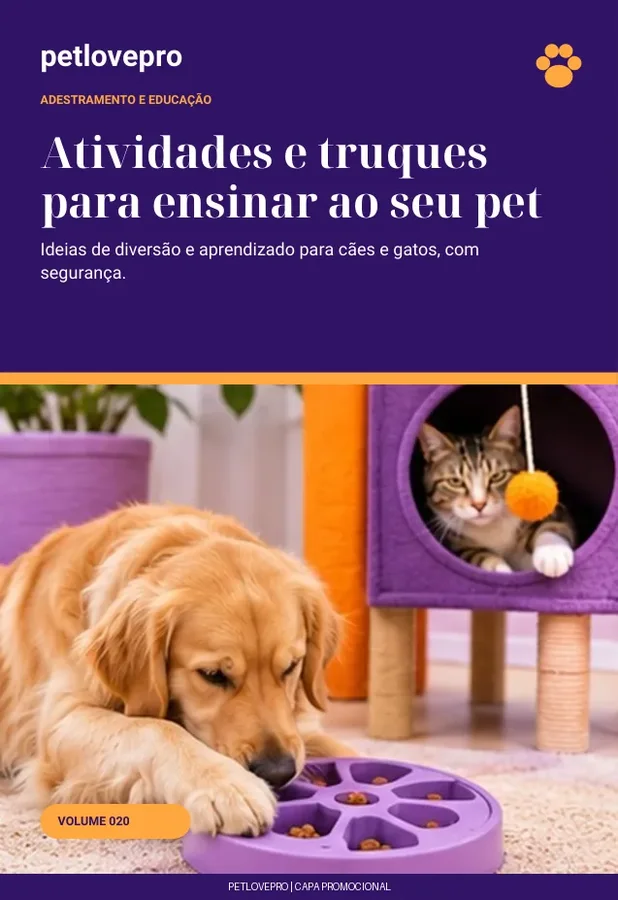 petlovepro
ADESTRAMENTO E EDUCAÇÃO
Atividades e truques
para ensinar ao seu pet
Ideias de diversão e aprendizado para cães e gatos, com
segurança.
VOLUME 020
PETLOVEPRO | CAPA PROMOCIONAL